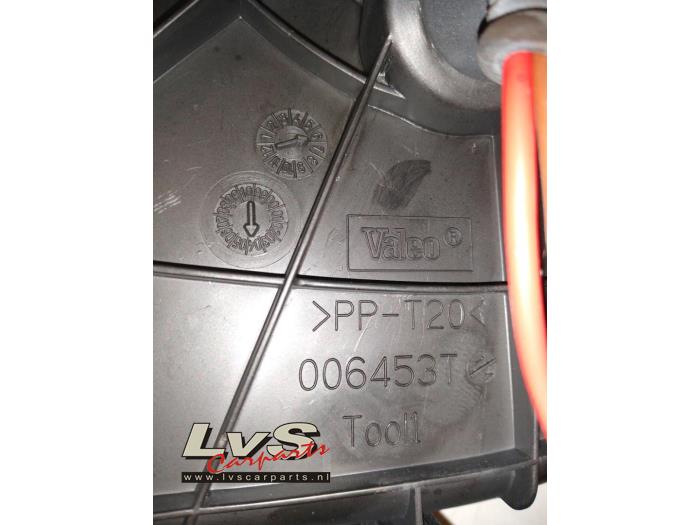 Valeo®
>PP-T20<
006453T
Tool1
LvS
Carparts
www.lvscarparts.nl